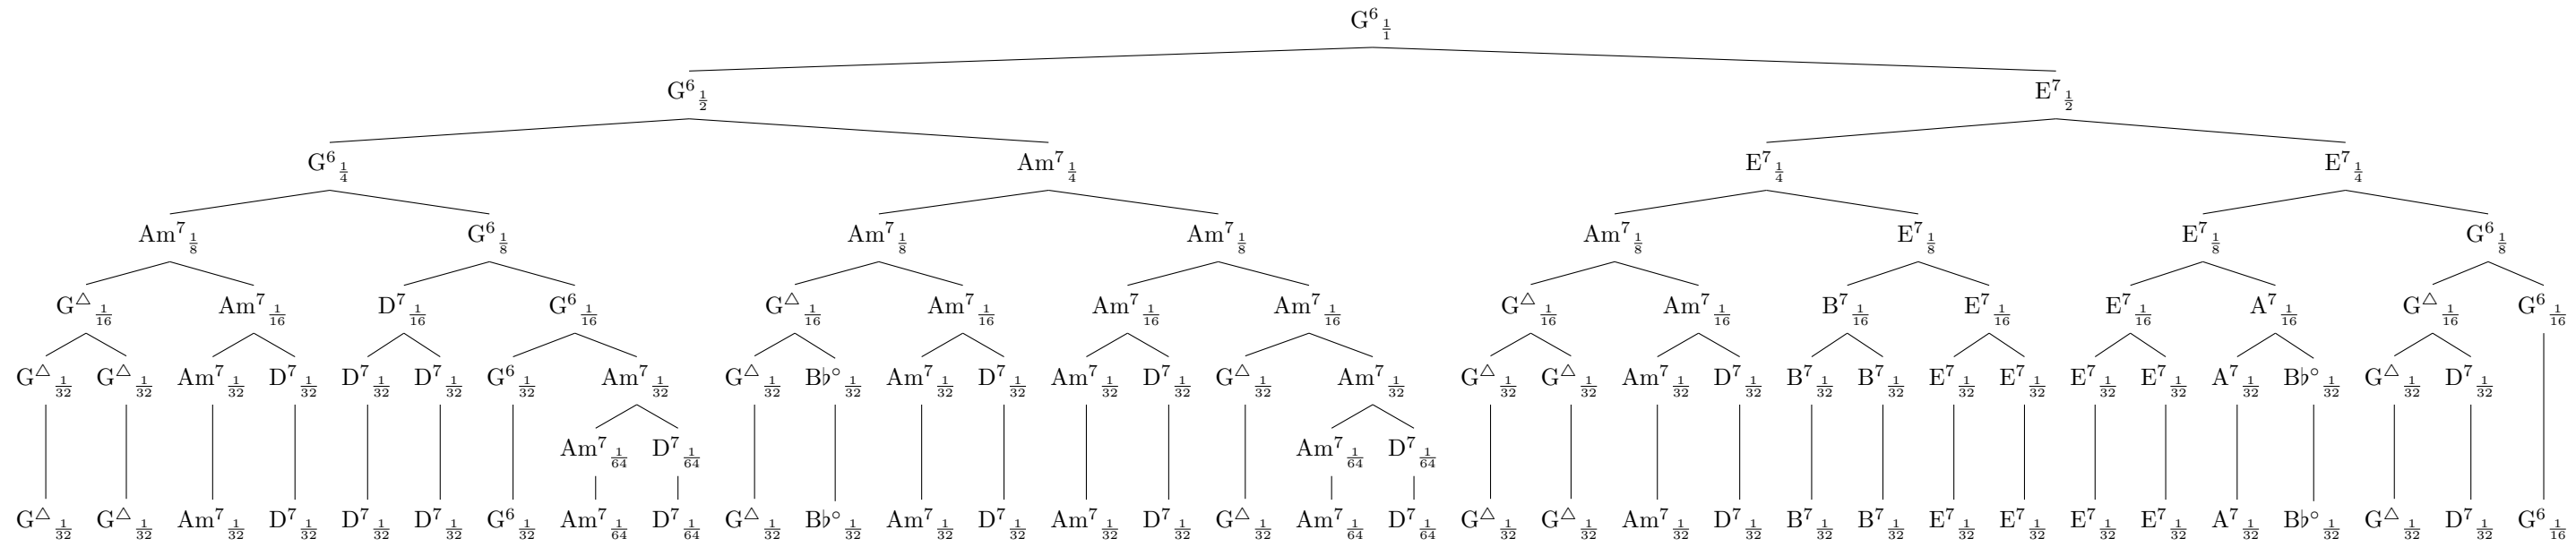 G⁶ 1/1
G⁶ 1/2 E⁷ 1/2
G⁶ 1/4 Am⁷ 1/4 E⁷ 1/4 E⁷ 1/4
Am⁷ 1/8 G⁶ 1/8 Am⁷ 1/8 Am⁷ 1/8 Am⁷ 1/8 E⁷ 1/8 E⁷ 1/8 G⁶ 1/8
G△ 1/16 Am⁷ 1/16 D⁷ 1/16 G⁶ 1/16 G△ 1/16 Am⁷ 1/16 Am⁷ 1/16 Am⁷ 1/16 G△ 1/16 Am⁷ 1/16 B⁷ 1/16 E⁷ 1/16 E⁷ 1/16 A⁷ 1/16 G△ 1/16 G⁶ 1/16
G△ 1/32 G△ 1/32 Am⁷ 1/32 D⁷ 1/32 D⁷ 1/32 D⁷ 1/32 G⁶ 1/32 Am⁷ 1/32 G△ 1/32 B♭° 1/32 Am⁷ 1/32 D⁷ 1/32 Am⁷ 1/32 D⁷ 1/32 G△ 1/32 Am⁷ 1/32 G△ 1/32 G△ 1/32 Am⁷ 1/32 D⁷ 1/32 B⁷ 1/32 B⁷ 1/32 E⁷ 1/32 E⁷ 1/32 E⁷ 1/32 E⁷ 1/32 A⁷ 1/32 B♭° 1/32 G△ 1/32 D⁷ 1/32
Am⁷ 1/64 D⁷ 1/64 Am⁷ 1/64 D⁷ 1/64
G△ 1/32 G△ 1/32 Am⁷ 1/32 D⁷ 1/32 D⁷ 1/32 D⁷ 1/32 G⁶ 1/32 Am⁷ 1/64 D⁷ 1/64 G△ 1/32 B♭° 1/32 Am⁷ 1/32 D⁷ 1/32 Am⁷ 1/32 D⁷ 1/32 G△ 1/32 Am⁷ 1/64 D⁷ 1/64 G△ 1/32 G△ 1/32 Am⁷ 1/32 D⁷ 1/32 B⁷ 1/32 B⁷ 1/32 E⁷ 1/32 E⁷ 1/32 E⁷ 1/32 E⁷ 1/32 A⁷ 1/32 B♭° 1/32 G△ 1/32 D⁷ 1/32 G⁶ 1/16